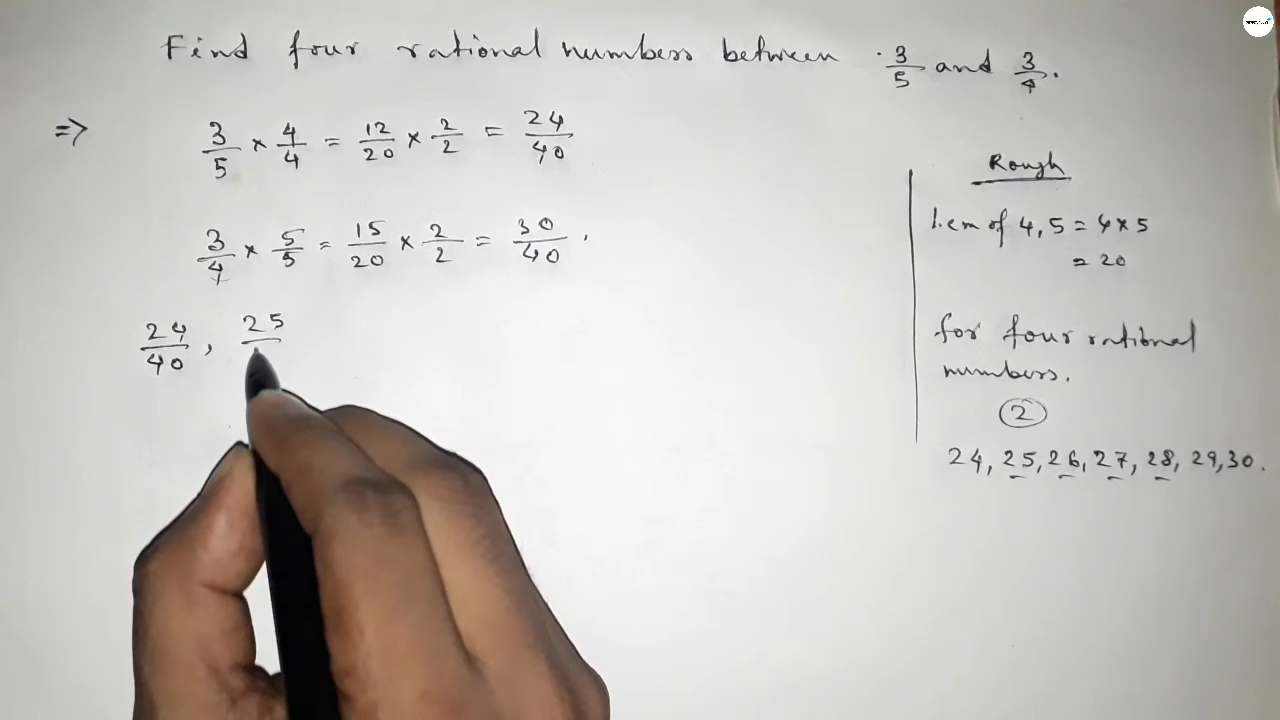 Find four rational numbers between 3/5 and 3/4.
=> 3/5 × 4/4 = 12/20 × 2/2 = 24/40
3/4 × 5/5 = 15/20 × 2/2 = 30/40.
24/40, 25/
Rough
L.C.M of 4,5 = 4×5
= 20
for four rational
numbers.
2
24, 25, 26, 27, 28, 29, 30.